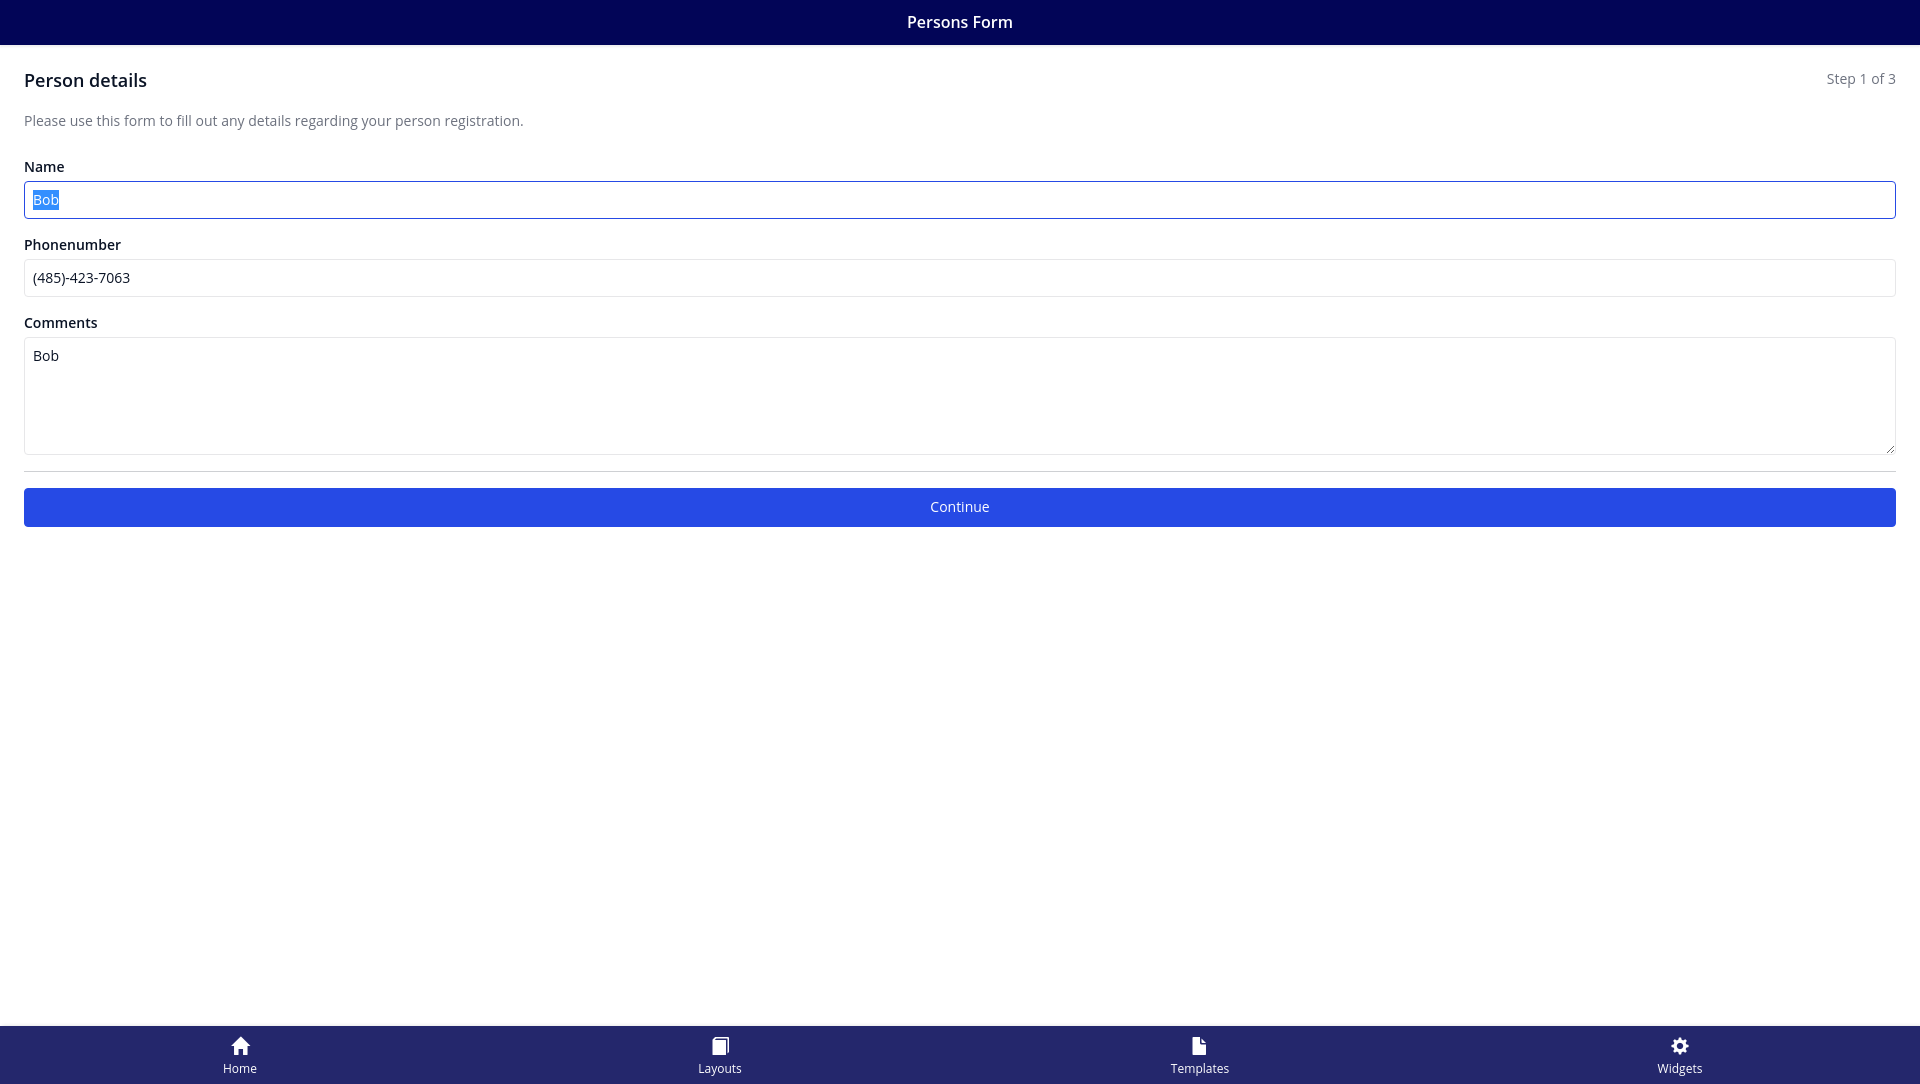 Persons Form
Person details
Step 1 of 3
Please use this form to fill out any details regarding your person registration.
Name
Bob
Phonenumber
(485)-423-7063
Comments
Bob
Continue
Home
Layouts
Templates
Widgets